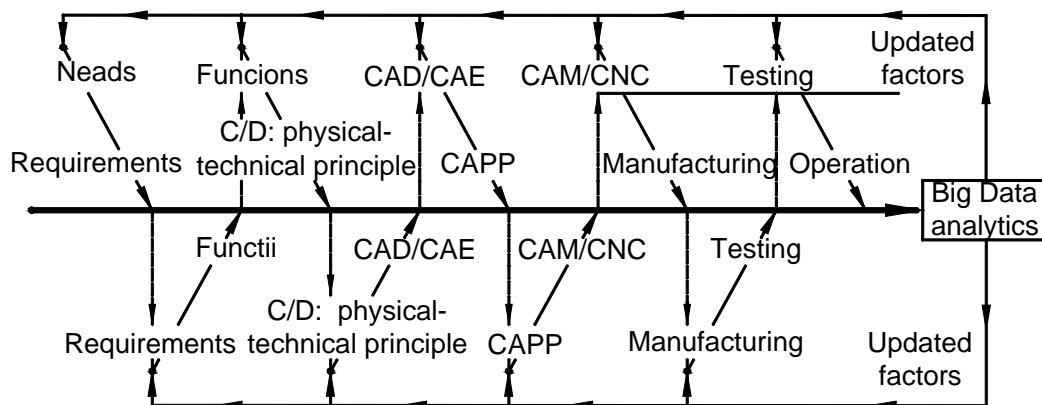 Neads
Funcions
CAD/CAE
CAM/CNC
Testing
Updated
factors
Requirements
C/D: physical-
technical principle
CAPP
Manufacturing
Operation
Big Data
analytics
Functii
CAD/CAE
CAM/CNC
Testing
Requirements
C/D: physical-
technical principle
CAPP
Manufacturing
Updated
factors